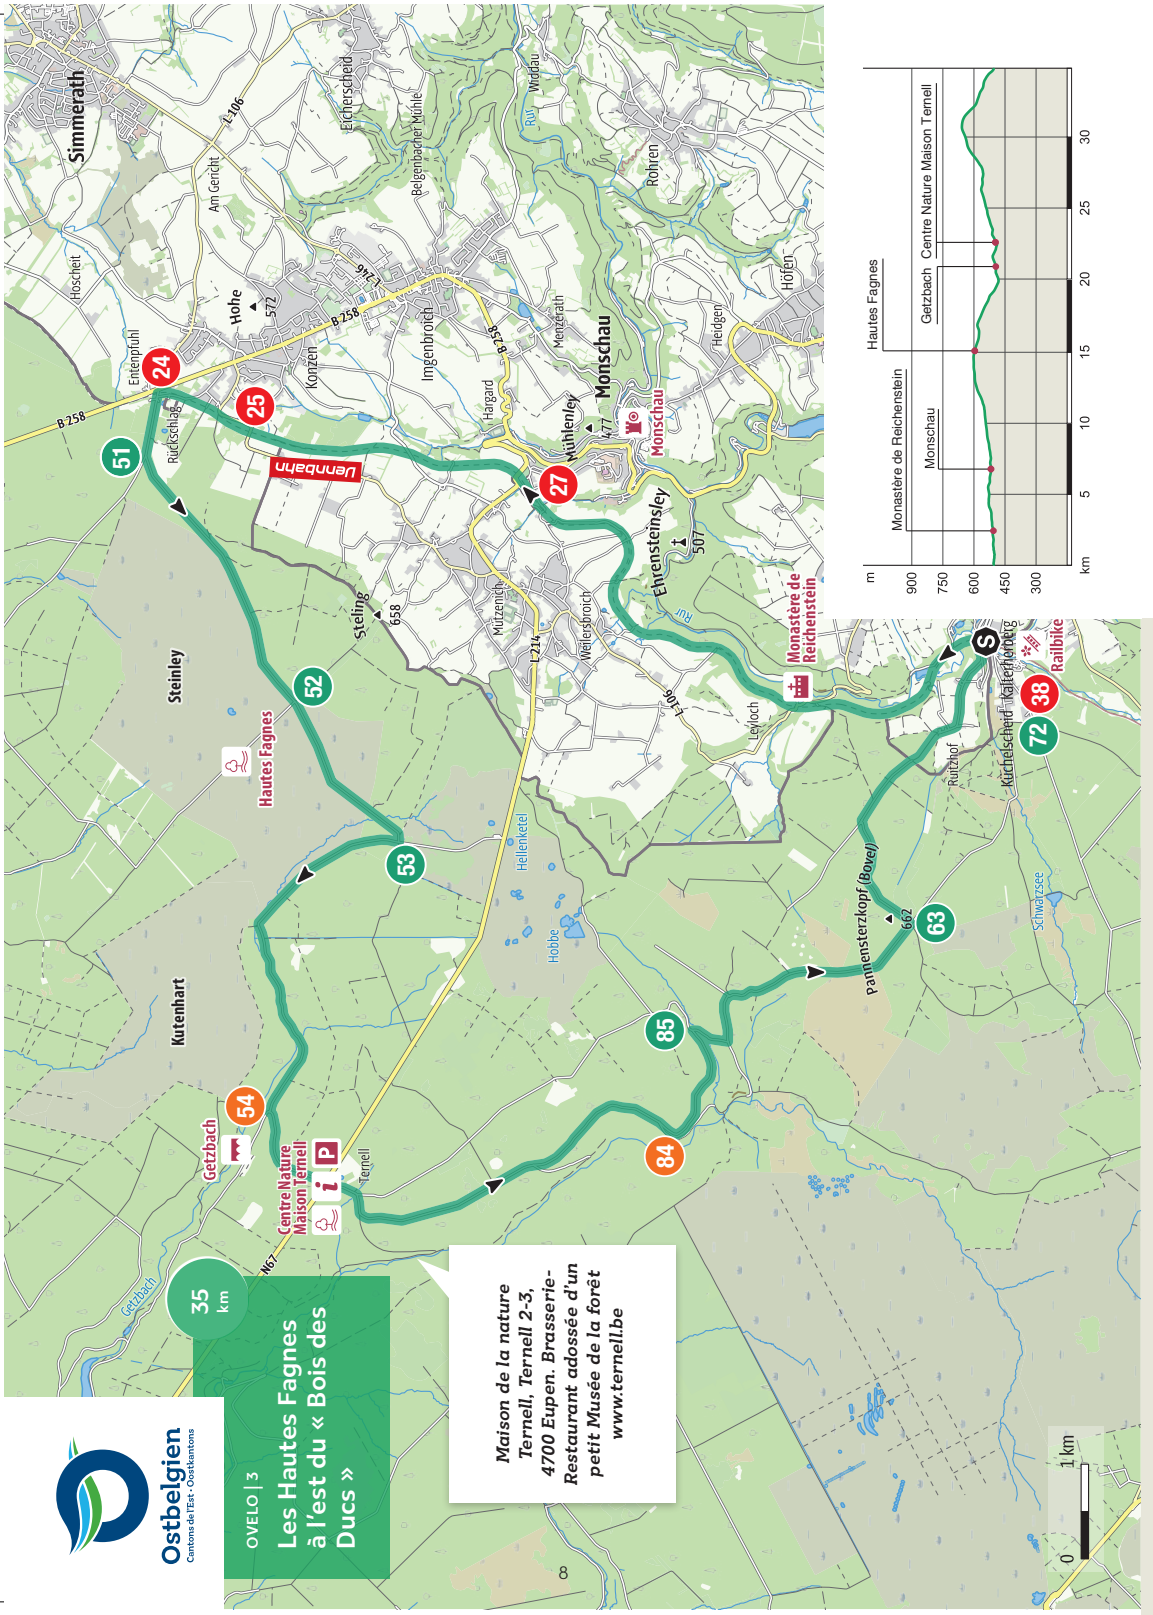 Ostbelgien
Cantons de l'Est • Ostkantons
OVELO | 3
Les Hautes Fagnes
à l'est du « Bois des
Ducs »
35
km
Maison de la nature
Ternell, Ternell 2-3,
4700 Eupen. Brasserie-
Restaurant adossée d'un
petit Musée de la forêt
www.ternell.be
8
0
1 km
Getzbach
N67
Getzbach
54
Centre Nature
Maison Ternell
i
P
Ternell
Kutenhart
Steinley
Hautes Fagnes
53
52
51
84
85
63
Pannensterzkopf (Bovel)
662
Hobbe
Hellenketel
Schwarzsee
Steling
658
L 214
Mützenich
Weilersbroich
L 106
Leyloch
Rur
Monastère de
Reichenstein
Ruitzhof
Küchelscheid
Kalterherberg
S
72
38
Railbike
Ehrensteinsley
507
B 258
Entenpfuhl
24
Rückschlag
25
Vennbahn
27
Hoscheit
Simmerath
L 106
Am Gericht
Hohe
572
Konzen
B 258
L 246
Imgenbroich
Eicherscheid
Belgenbacher Mühle
B 258
Hargard
Menzerath
Mühlenley
477
Monschau
Monschau
Widdau
Rur
Rohren
Heidgen
Höfen
m
900
750
600
450
300
km
5
10
15
20
25
30
Monastère de Reichenstein
Monschau
Hautes Fagnes
Getzbach
Centre Nature Maison Ternell